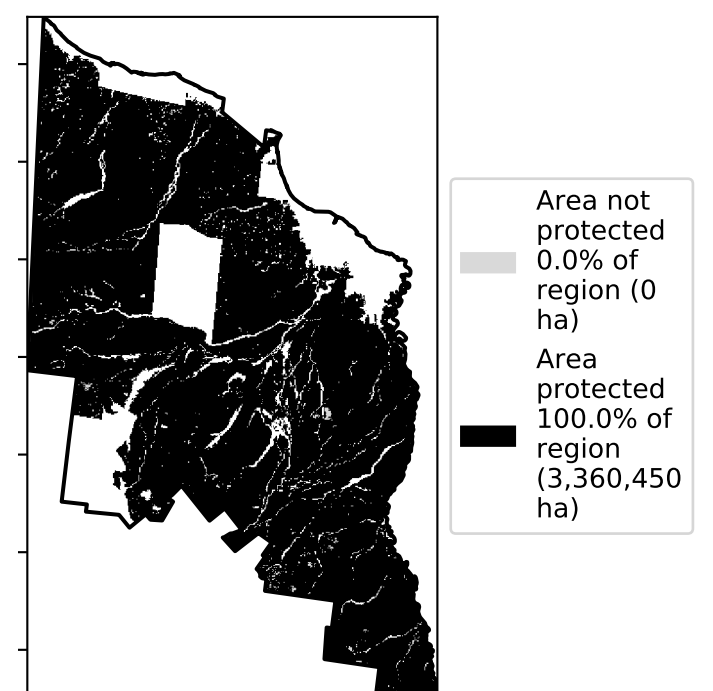 Area not
protected
0.0% of
region (0
ha)
Area
protected
100.0% of
region
(3,360,450
ha)